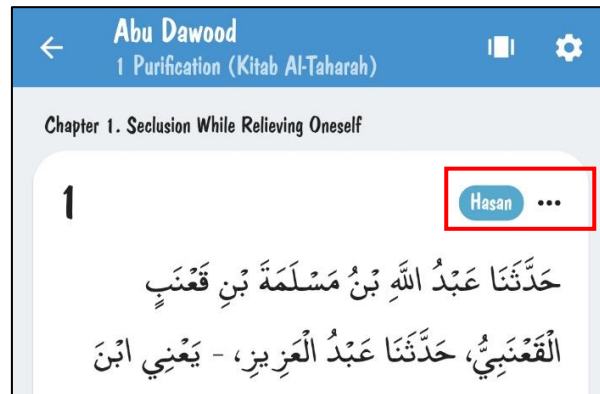 Abu Dawood
1 Purification (Kitab Al-Taharah)
Chapter 1. Seclusion While Relieving Oneself
1
Hasan
حَدَّثَنَا عَبْدُ اللَّهِ بْنُ مَسْلَمَةَ بْنِ قَعْنَبٍ
الْقَعْنَبِيُّ، حَدَّثَنَا عَبْدُ الْعَزِيزِ، - يَعْنِي ابْنَ